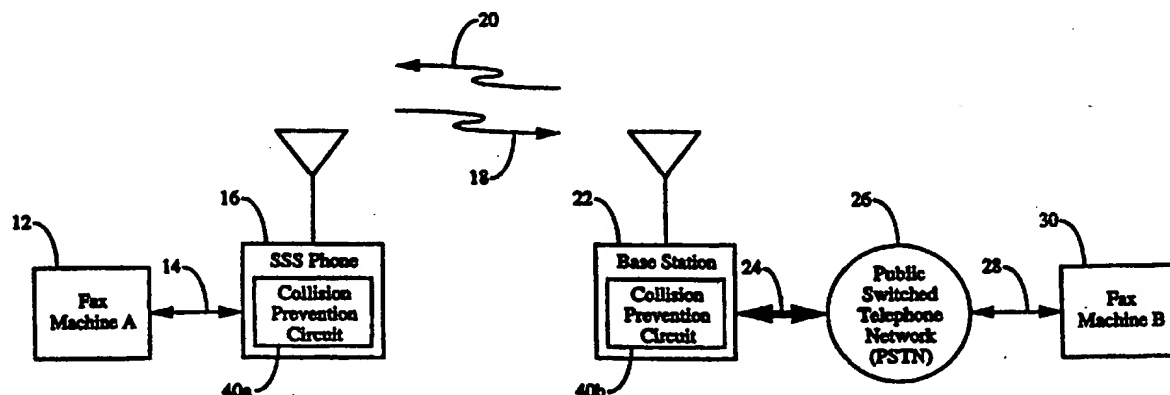 20
18
12
14
16
22
24
26
28
30
SSS Phone
Collision
Prevention
Circuit
40a
Base Station
Collision
Prevention
Circuit
40b
Fax
Machine A
Public
Switched
Telephone
Network
(PSTN)
Fax
Machine B